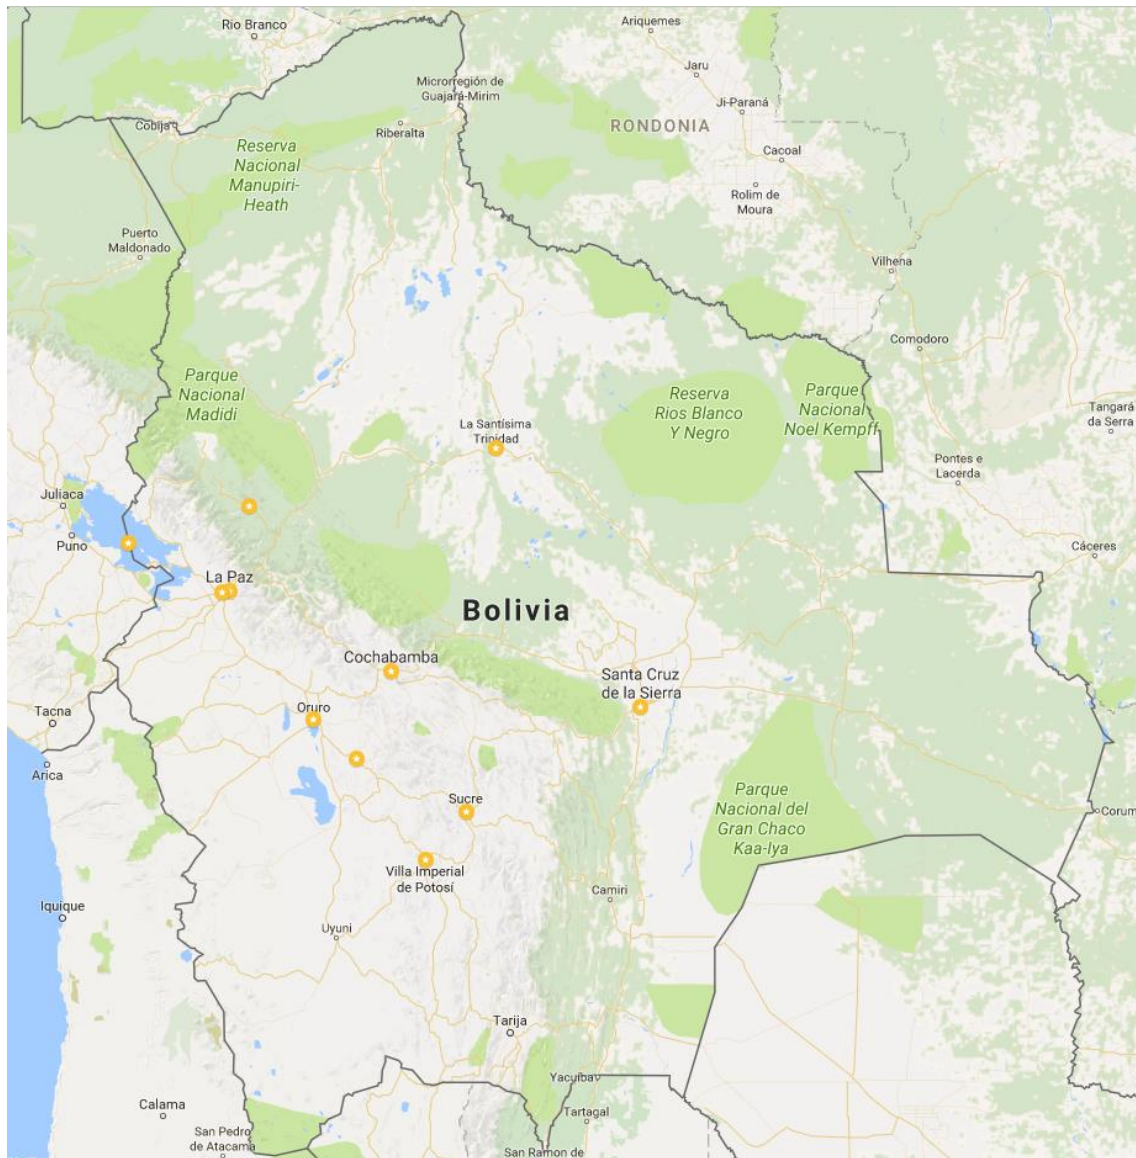 Rio Branco
Ariquemes
Jaru
Microrregión de
Guajará-Mirim
Ji-Paraná
Cobija
Riberalta
RONDONIA
Reserva
Nacional
Manupiri-
Heath
Cacoal
Rolim de
Moura
Puerto
Maldonado
Vilhena
Comodoro
Parque
Nacional
Madidi
Reserva
Rios Blanco
Y Negro
Parque
Nacional
Noel Kempff
Tangará
da Serra
La Santísima
Trinidad
Pontes e
Lacerda
Juliaca
Puno
Cáceres
La Paz
Bolivia
Cochabamba
Santa Cruz
de la Sierra
Tacna
Oruro
Arica
Parque
Nacional del
Gran Chaco
Kaa-Iya
Sucre
Corum
Villa Imperial
de Potosí
Camiri
Iquique
Uyuni
Tarija
Yacuiba
Calama
Tartagal
San Pedro
de Atacama
San Ramon de